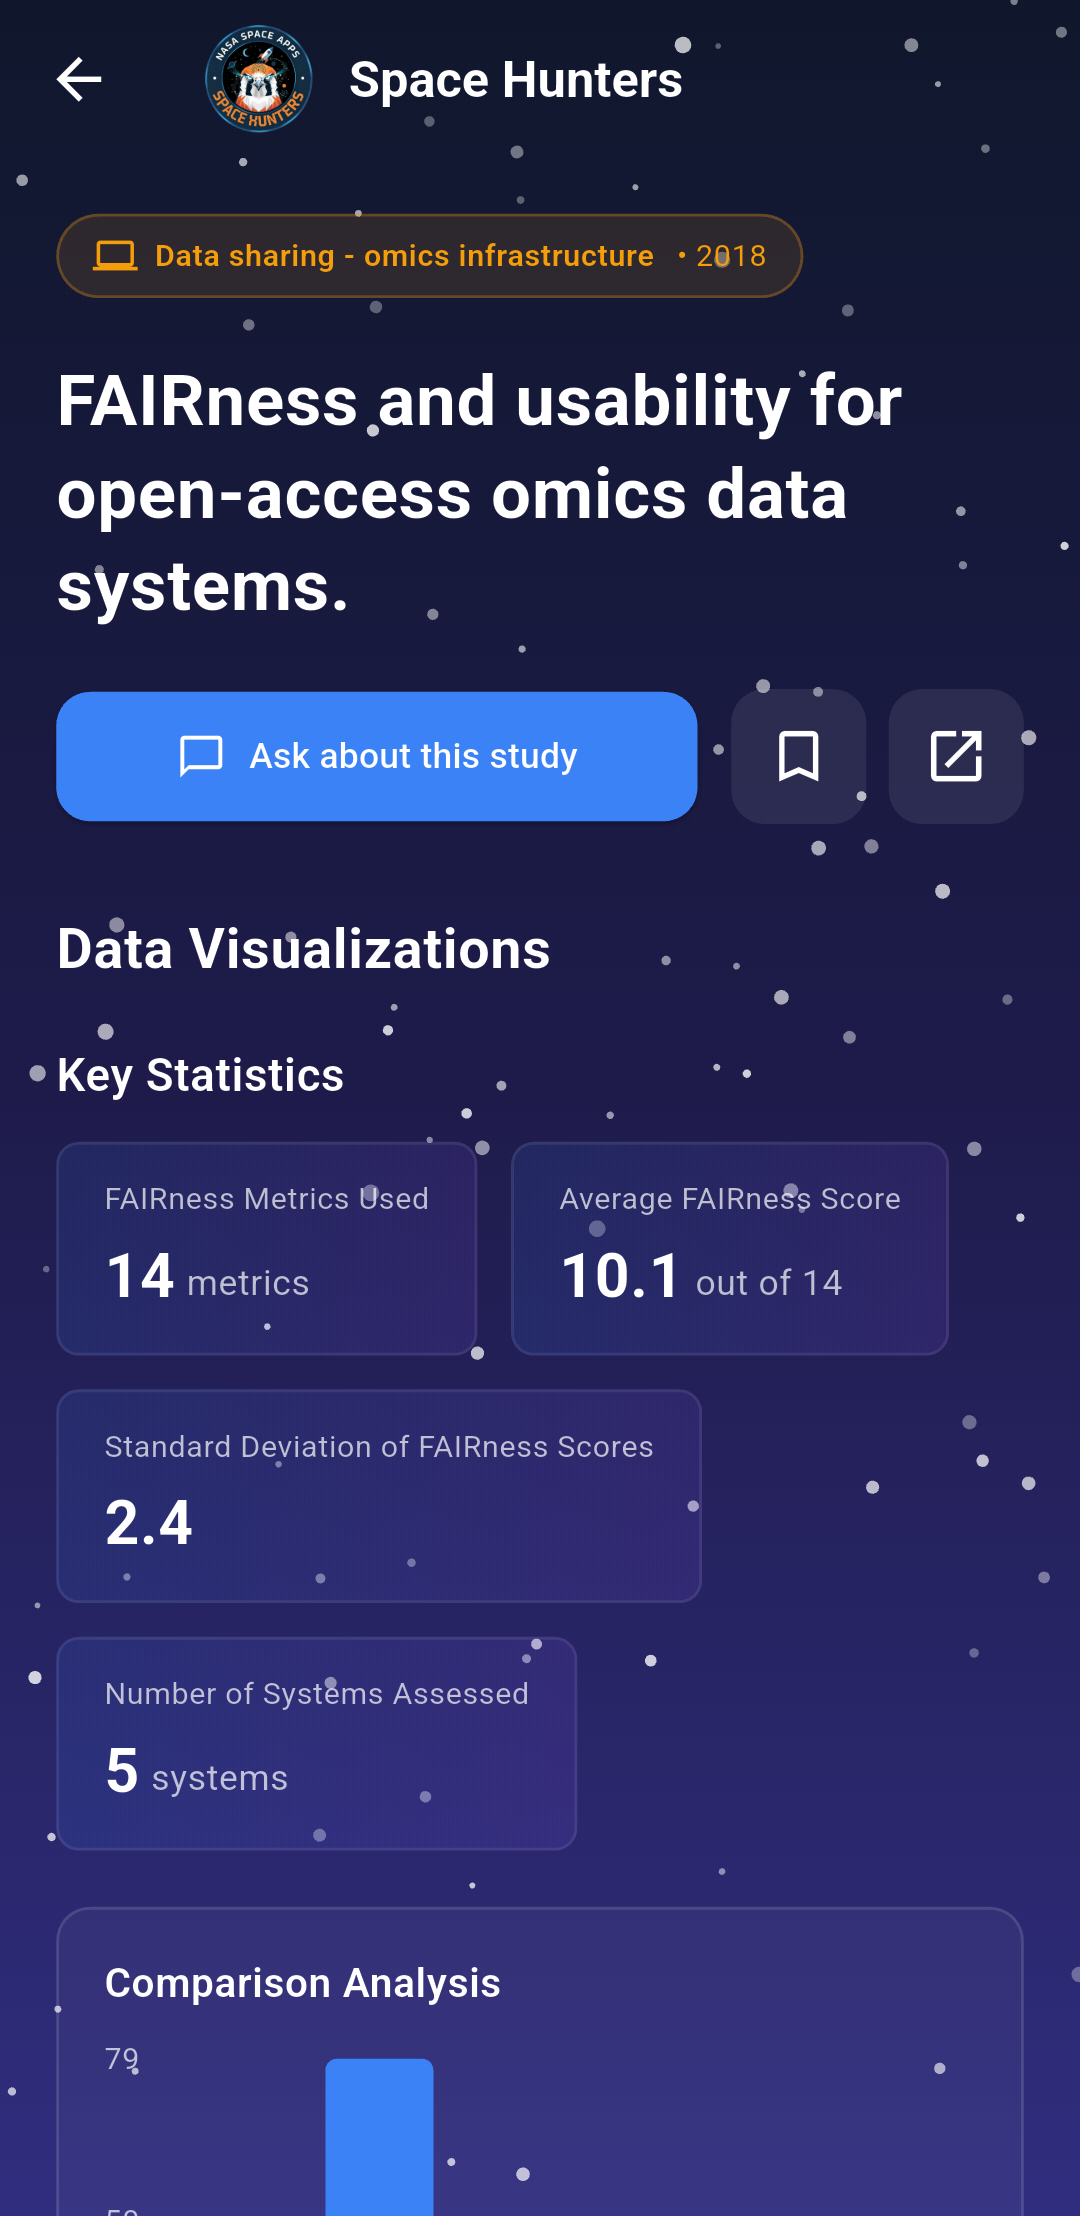 NASA SPACE APPS
SPACE HUNTERS
Space Hunters
Data sharing - omics infrastructure • 2018
FAIRness and usability for
open-access omics data
systems.
Ask about this study
Data Visualizations
Key Statistics
FAIRness Metrics Used
14 metrics
Average FAIRness Score
10.1 out of 14
Standard Deviation of FAIRness Scores
2.4
Number of Systems Assessed
5 systems
Comparison Analysis
79